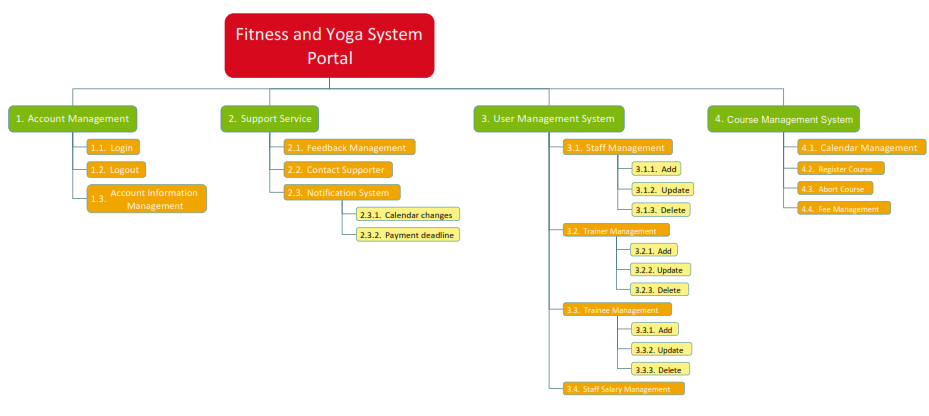 Fitness and Yoga System
Portal
1. Account Management
1.1. Login
1.2. Logout
1.3. Account Information
Management
2. Support Service
2.1. Feedback Management
2.2. Contact Supporter
2.3. Notification System
2.3.1. Calendar changes
2.3.2. Payment deadline
3. User Management System
3.1. Staff Management
3.1.1. Add
3.1.2. Update
3.1.3. Delete
3.2. Trainer Management
3.2.1. Add
3.2.2. Update
3.2.3. Delete
3.3. Trainee Management
3.3.1. Add
3.3.2. Update
3.3.3. Delete
3.4. Staff Salary Management
4. Course Management System
4.1. Calendar Management
4.2. Register Course
4.3. Abort Course
4.4. Fee Management